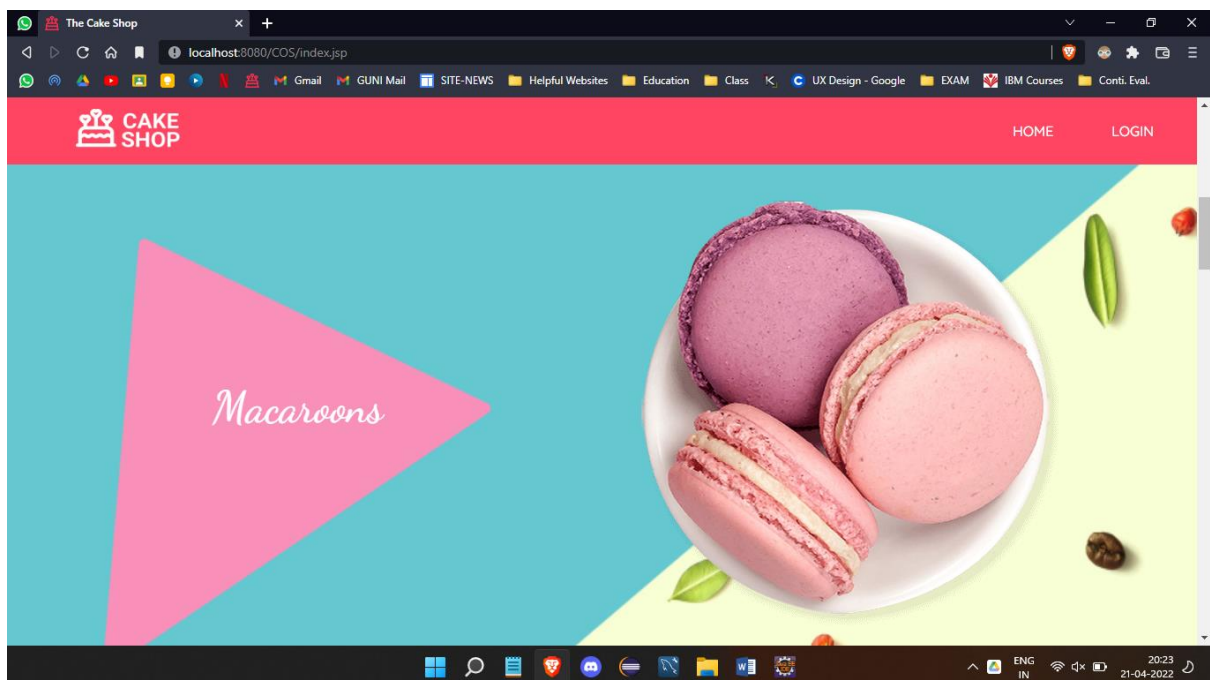 The Cake Shop
localhost:8080/COS/index.jsp
Gmail
GUNI Mail
SITE-NEWS
Helpful Websites
Education
Class
UX Design - Google
EXAM
IBM Courses
Conti. Eval.
CAKE
SHOP
HOME
LOGIN
Macaroons
ENG
IN
20:23
21-04-2022